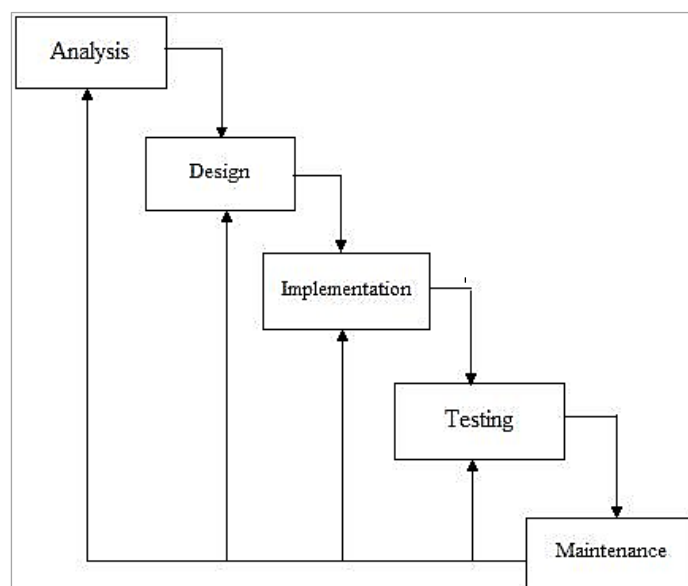 Analysis
Design
Implementation
Testing
Maintenance